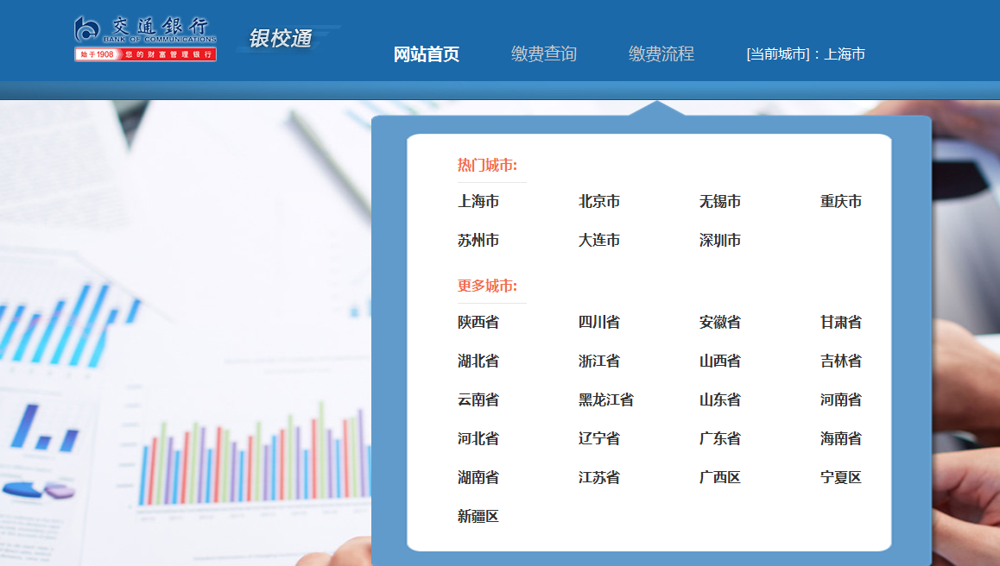 交通銀行
BANK OF COMMUNICATIONS
始于1908 您的财富管理银行
银校通
网站首页 缴费查询 缴费流程 [当前城市]：上海市
热门城市:
上海市 北京市 无锡市 重庆市
苏州市 大连市 深圳市
更多城市:
陕西省 四川省 安徽省 甘肃省
湖北省 浙江省 山西省 吉林省
云南省 黑龙江省 山东省 河南省
河北省 辽宁省 广东省 海南省
湖南省 江苏省 广西区 宁夏区
新疆区